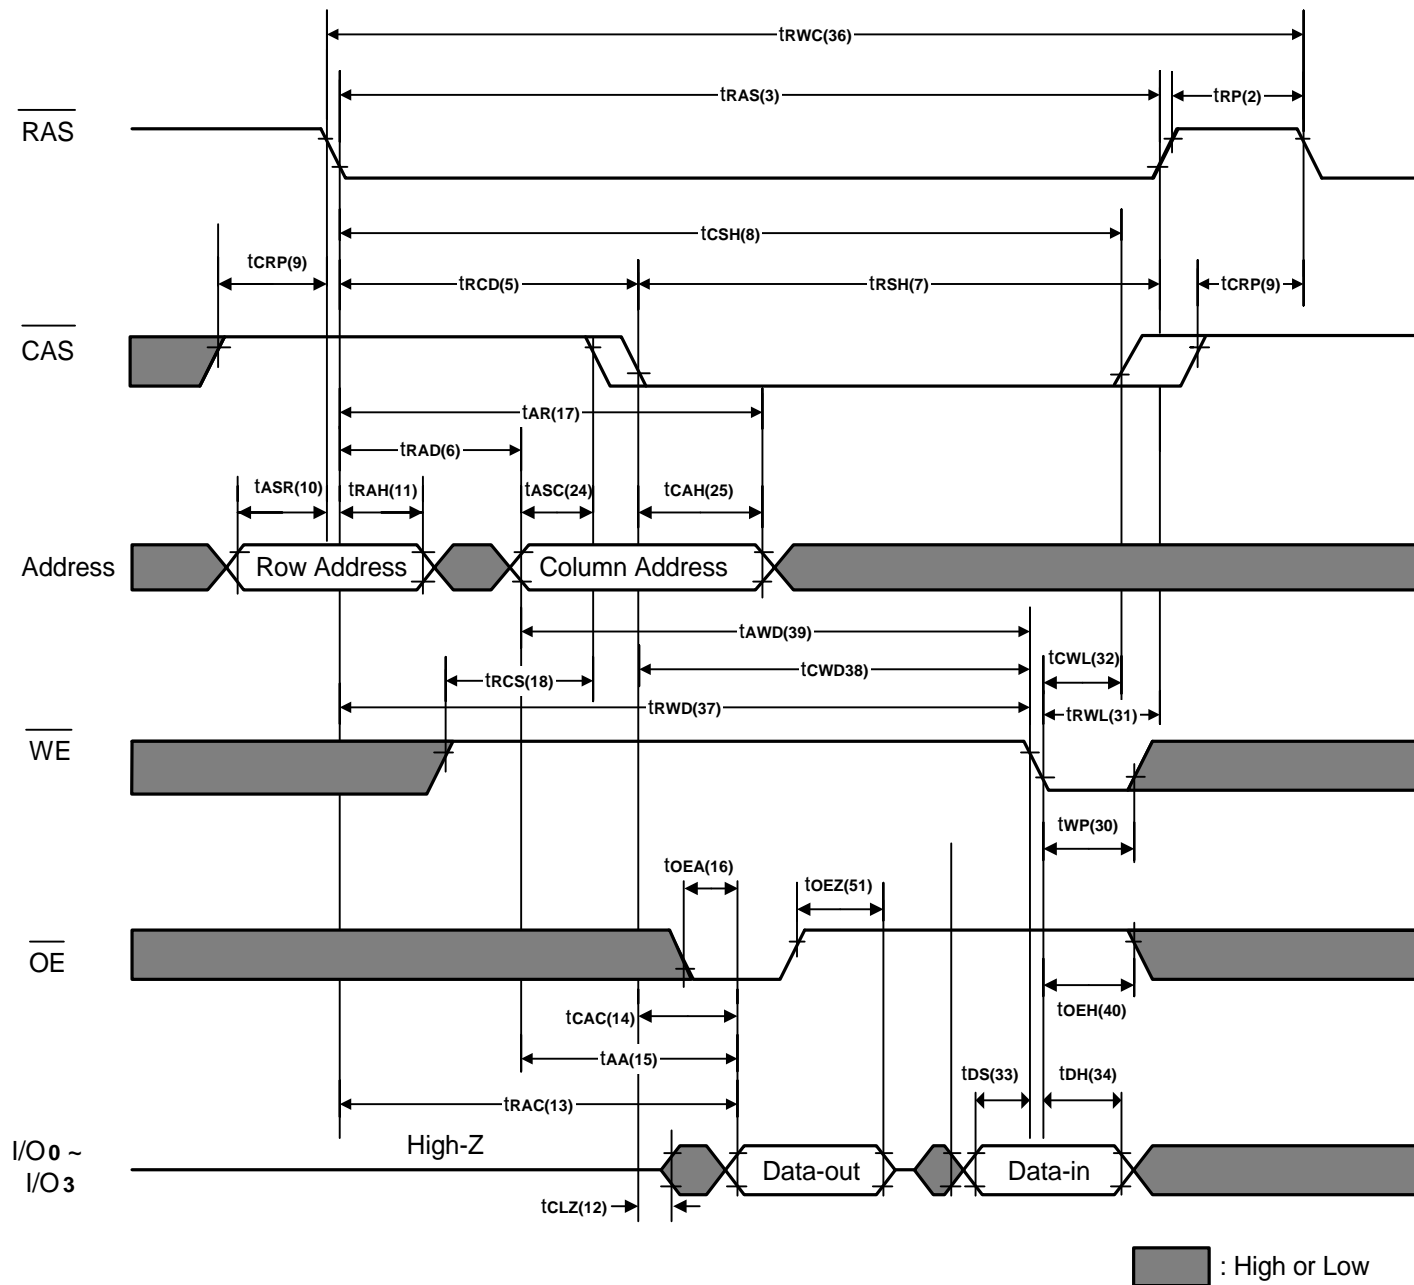 tRWC(36)
tRAS(3)
tRP(2)
RAS
tCSH(8)
tCRP(9)
tRCD(5)
tRSH(7)
tCRP(9)
CAS
tAR(17)
tRAD(6)
tASR(10)
tRAH(11)
tASC(24)
tCAH(25)
Address
Row Address
Column Address
tAWD(39)
tCWL(32)
tCWD38)
tRCS(18)
tRWD(37)
tRWL(31)
WE
tWP(30)
tOEA(16)
tOEZ(51)
OE
tCAC(14)
tOEH(40)
tAA(15)
tDS(33)
tDH(34)
tRAC(13)
High-Z
I/O0 ~
I/O3
Data-out
Data-in
tCLZ(12)
: High or Low